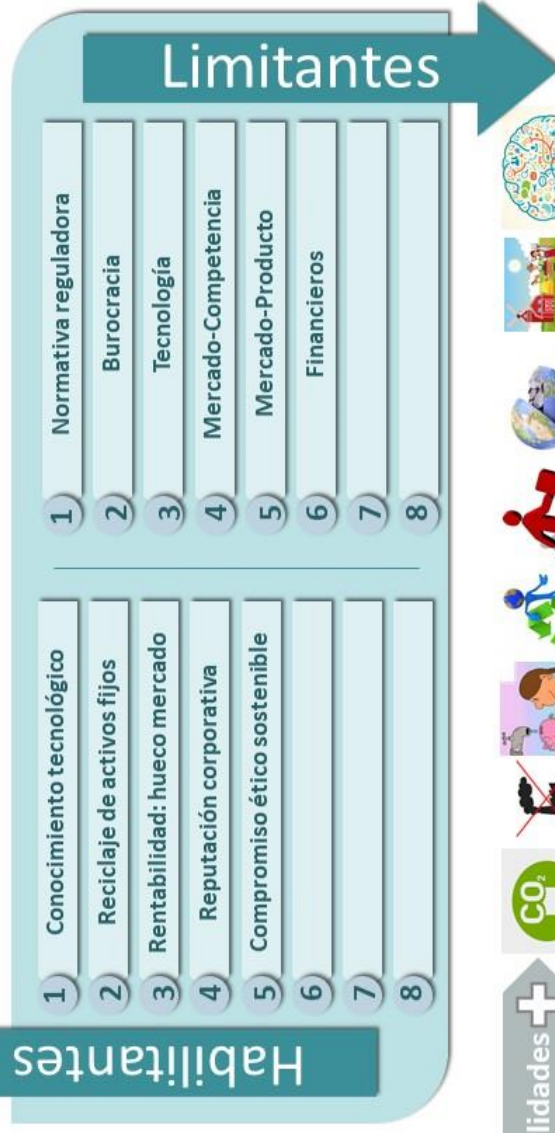 Habilitantes
1 Conocimiento tecnológico
2 Reciclaje de activos fijos
3 Rentabilidad: hueco mercado
4 Reputación corporativa
5 Compromiso ético sostenible
6
7
8
Limitantes
1 Normativa reguladora
2 Burocracia
3 Tecnología
4 Mercado-Competencia
5 Mercado-Producto
6 Financieros
7
8
lidades
CO₂